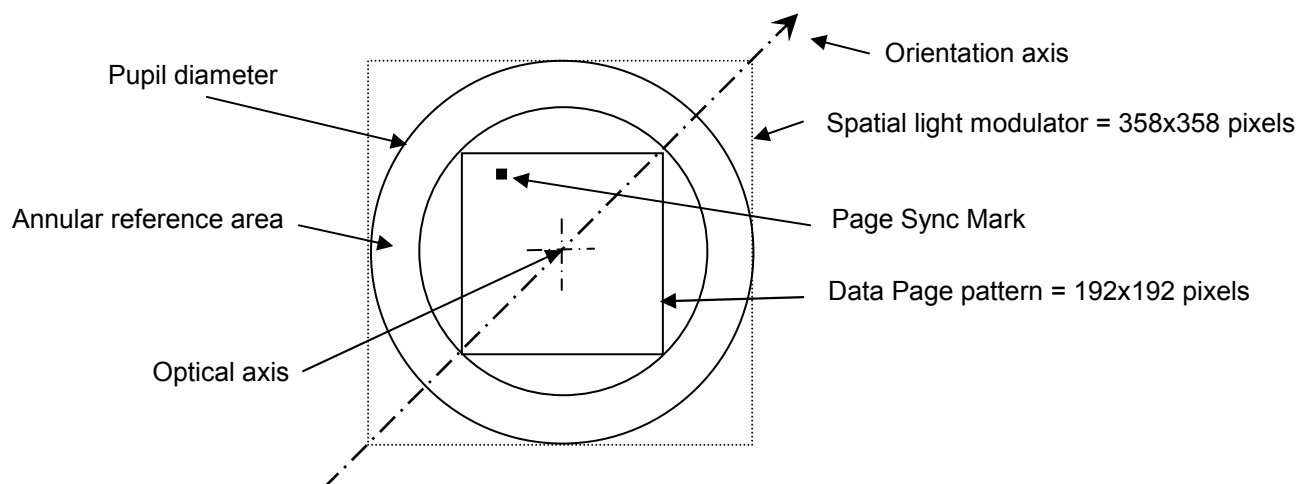 Orientation axis
Pupil diameter
Spatial light modulator = 358x358 pixels
Annular reference area
Page Sync Mark
Data Page pattern = 192x192 pixels
Optical axis